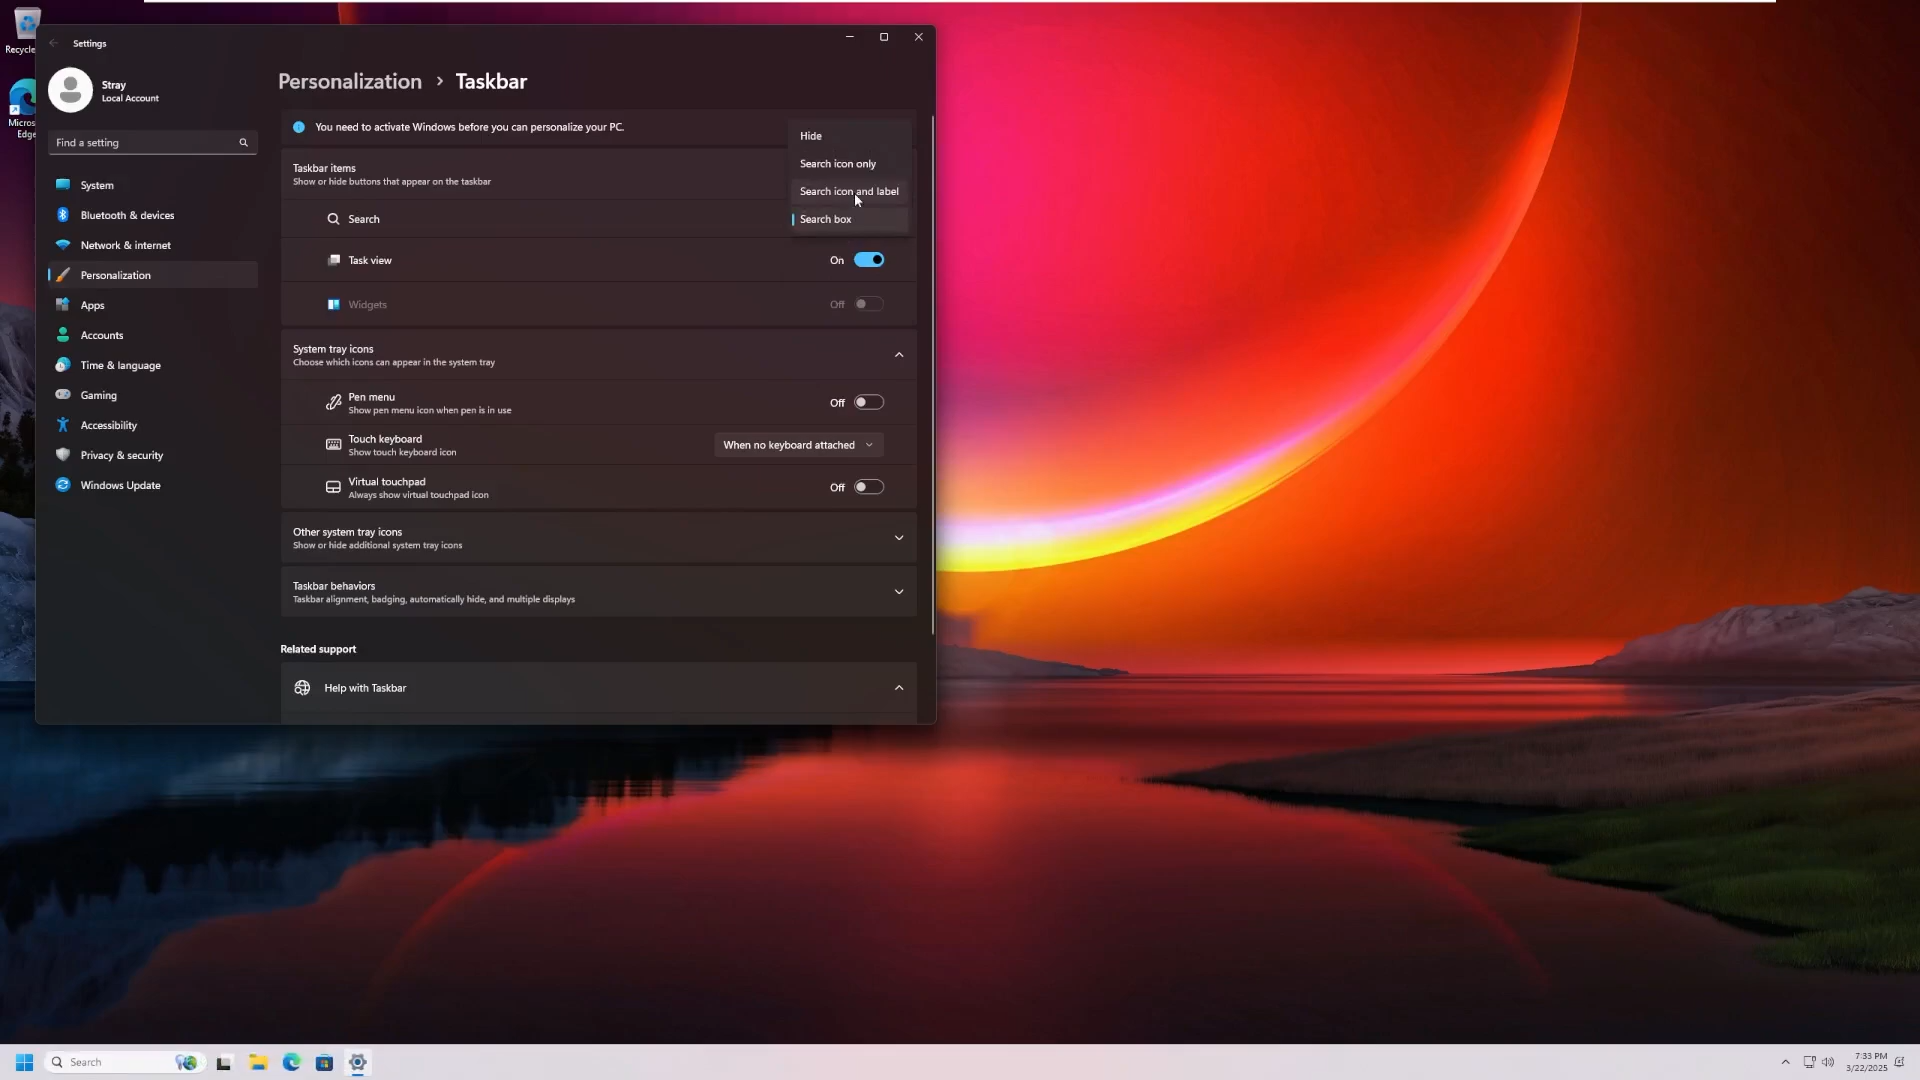 Recycle
Micros
Edge
Settings
Stray
Local Account
Find a setting
System
Bluetooth & devices
Network & internet
Personalization
Apps
Accounts
Time & language
Gaming
Accessibility
Privacy & security
Windows Update
Personalization > Taskbar
You need to activate Windows before you can personalize your PC.
Taskbar items
Show or hide buttons that appear on the taskbar
Hide
Search icon only
Search icon and label
Search box
Search
Task view
On
Widgets
Off
System tray icons
Choose which icons can appear in the system tray
Pen menu
Show pen menu icon when pen is in use
Off
Touch keyboard
Show touch keyboard icon
When no keyboard attached
Virtual touchpad
Always show virtual touchpad icon
Off
Other system tray icons
Show or hide additional system tray icons
Taskbar behaviors
Taskbar alignment, badging, automatically hide, and multiple displays
Related support
Help with Taskbar
Search
7:33 PM
3/22/2025